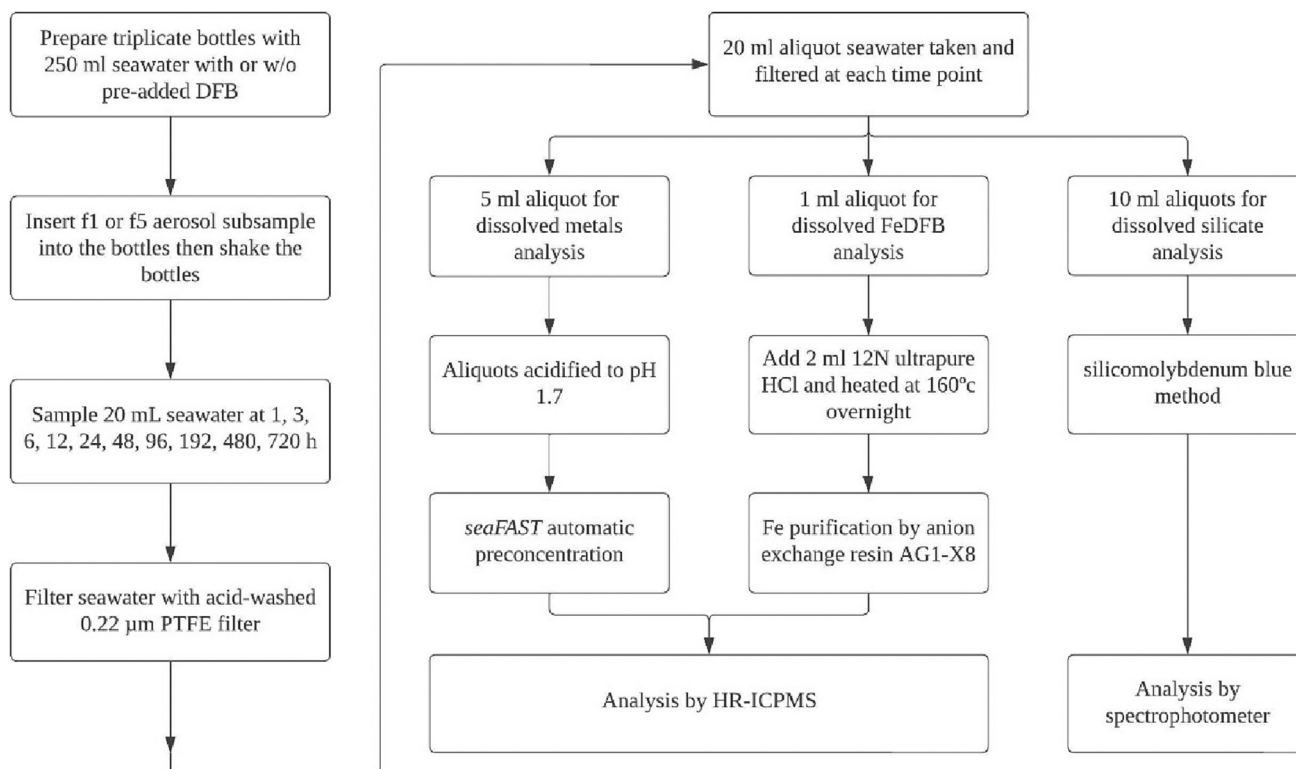 Prepare triplicate bottles with
250 ml seawater with or w/o
pre-added DFB
Insert f1 or f5 aerosol subsample
into the bottles then shake the
bottles
Sample 20 mL seawater at 1, 3,
6, 12, 24, 48, 96, 192, 480, 720 h
Filter seawater with acid-washed
0.22 µm PTFE filter
20 ml aliquot seawater taken and
filtered at each time point
5 ml aliquot for
dissolved metals
analysis
Aliquots acidified to pH
1.7
seaFAST automatic
preconcentration
1 ml aliquot for
dissolved FeDFB
analysis
Add 2 ml 12N ultrapure
HCl and heated at 160ºc
overnight
Fe purification by anion
exchange resin AG1-X8
Analysis by HR-ICPMS
10 ml aliquots for
dissolved silicate
analysis
silicomolybdenum blue
method
Analysis by
spectrophotometer